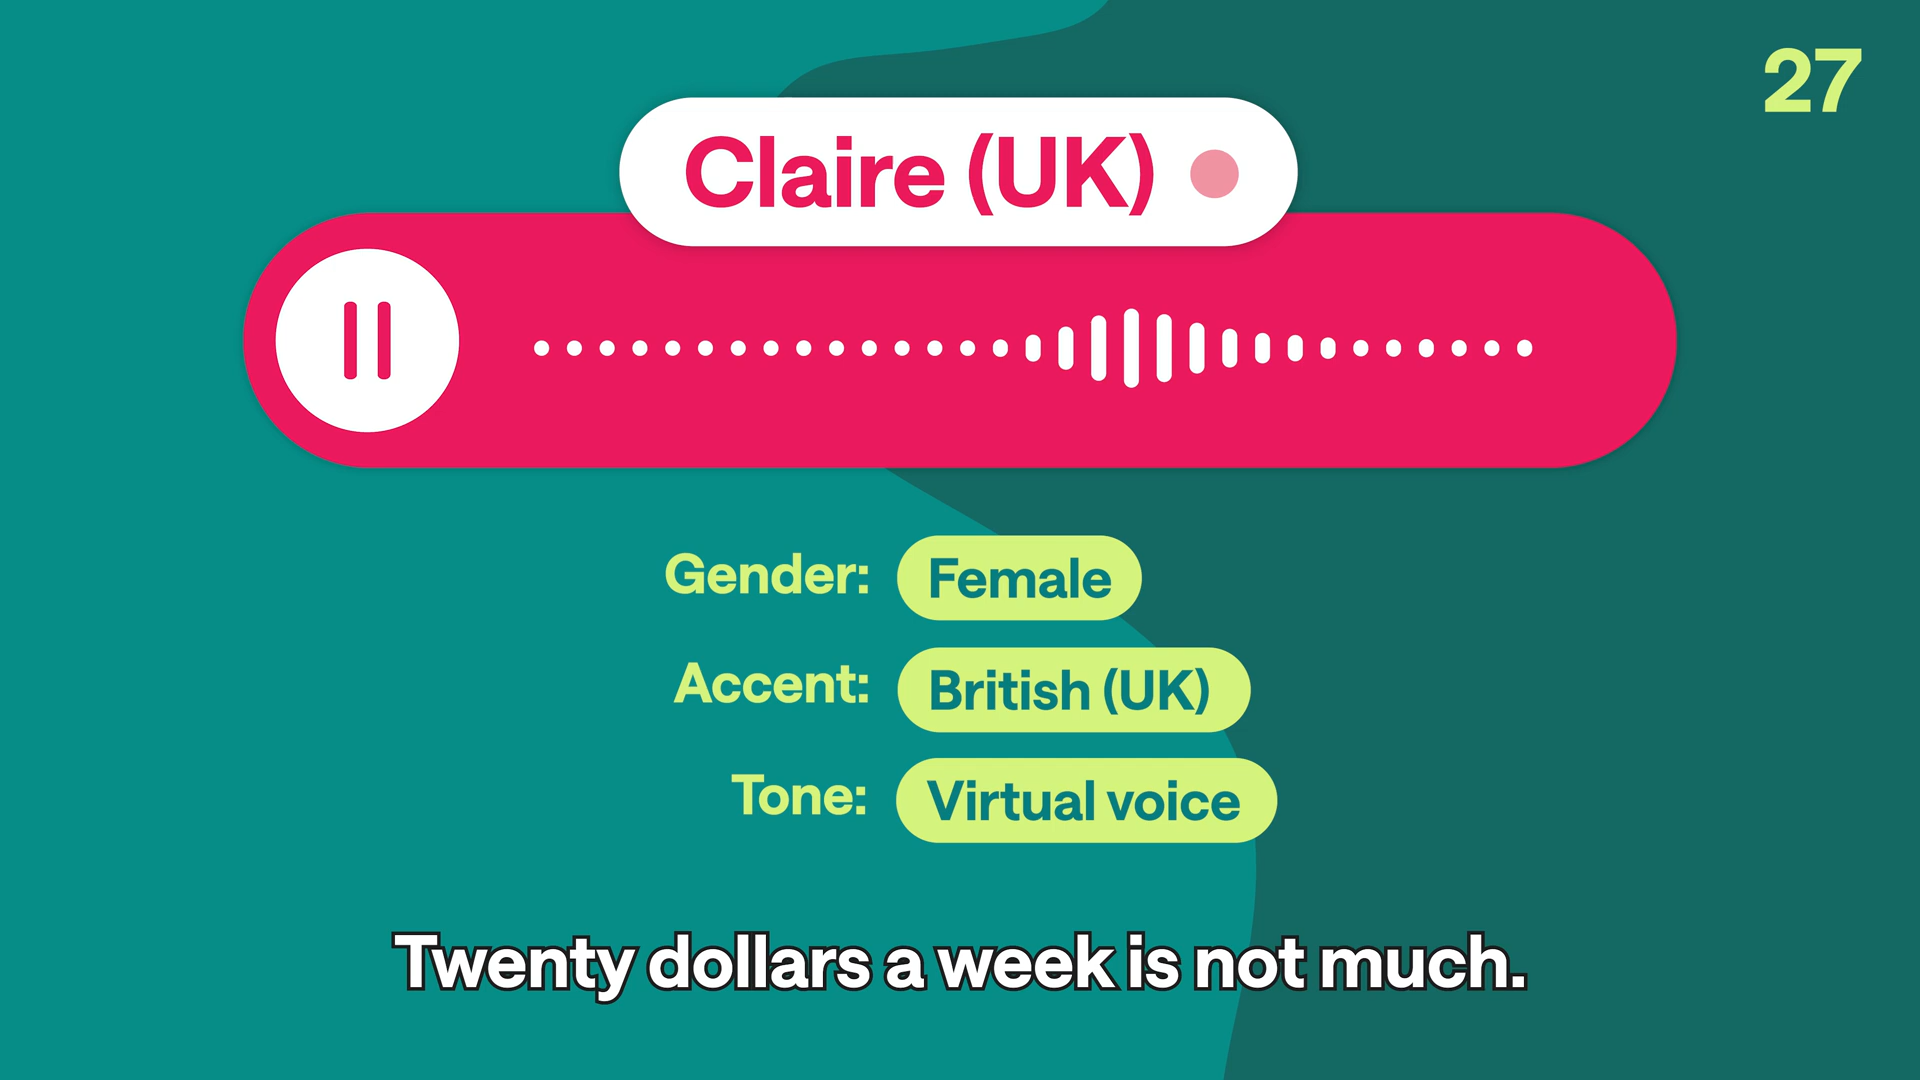 27
Claire (UK)
Gender: Female
Accent: British (UK)
Tone: Virtual voice
Twenty dollars a week is not much.